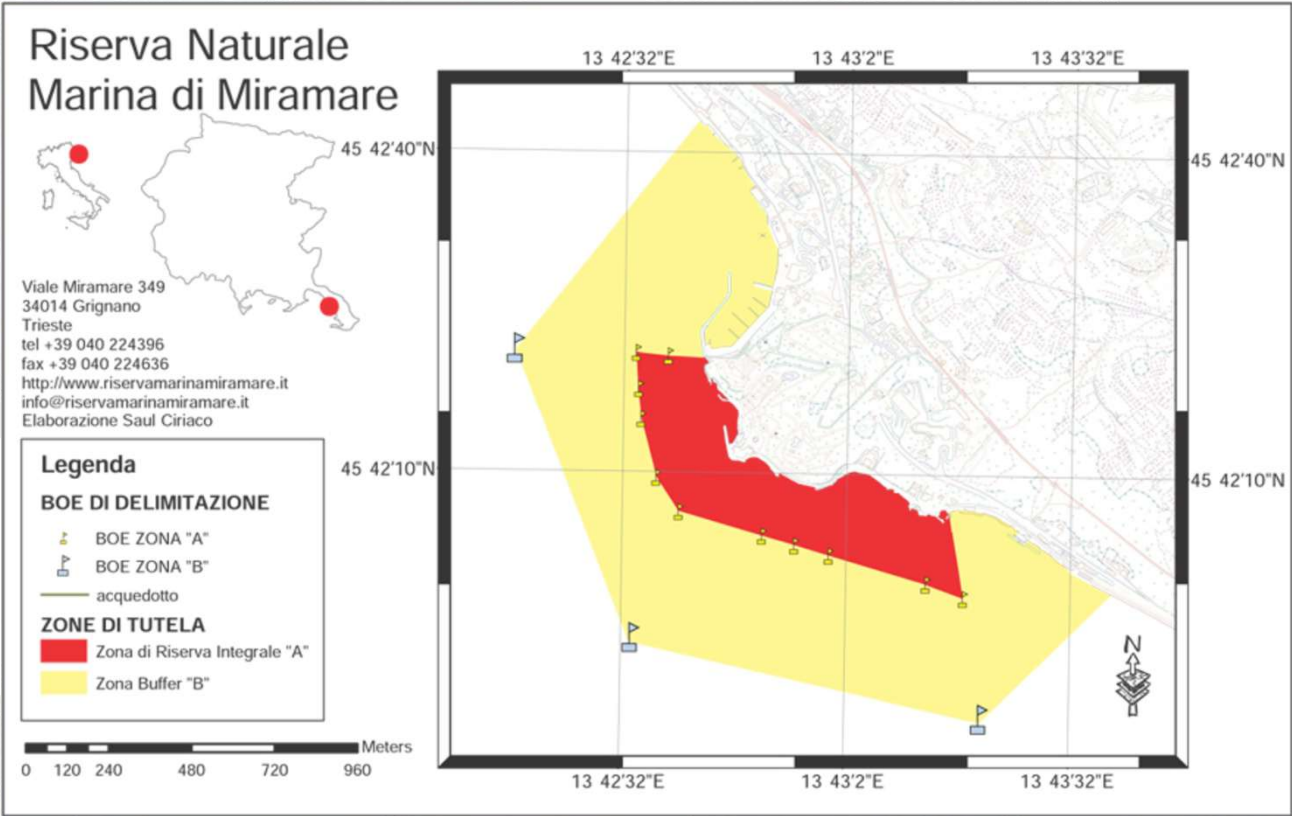 Riserva Naturale
Marina di Miramare
Viale Miramare 349
34014 Grignano
Trieste
tel +39 040 224396
fax +39 040 224636
http://www.riservamarinamiramare.it
info@riservamarinamiramare.it
Elaborazione Saul Ciriaco
Legenda
BOE DI DELIMITAZIONE
BOE ZONA "A"
BOE ZONA "B"
acquedotto
ZONE DI TUTELA
Zona di Riserva Integrale "A"
Zona Buffer "B"
Meters
0 120 240 480 720 960
13 42'32"E 13 43'2"E 13 43'32"E
45 42'40"N 45 42'40"N
45 42'10"N 45 42'10"N
N
13 42'32"E 13 43'2"E 13 43'32"E